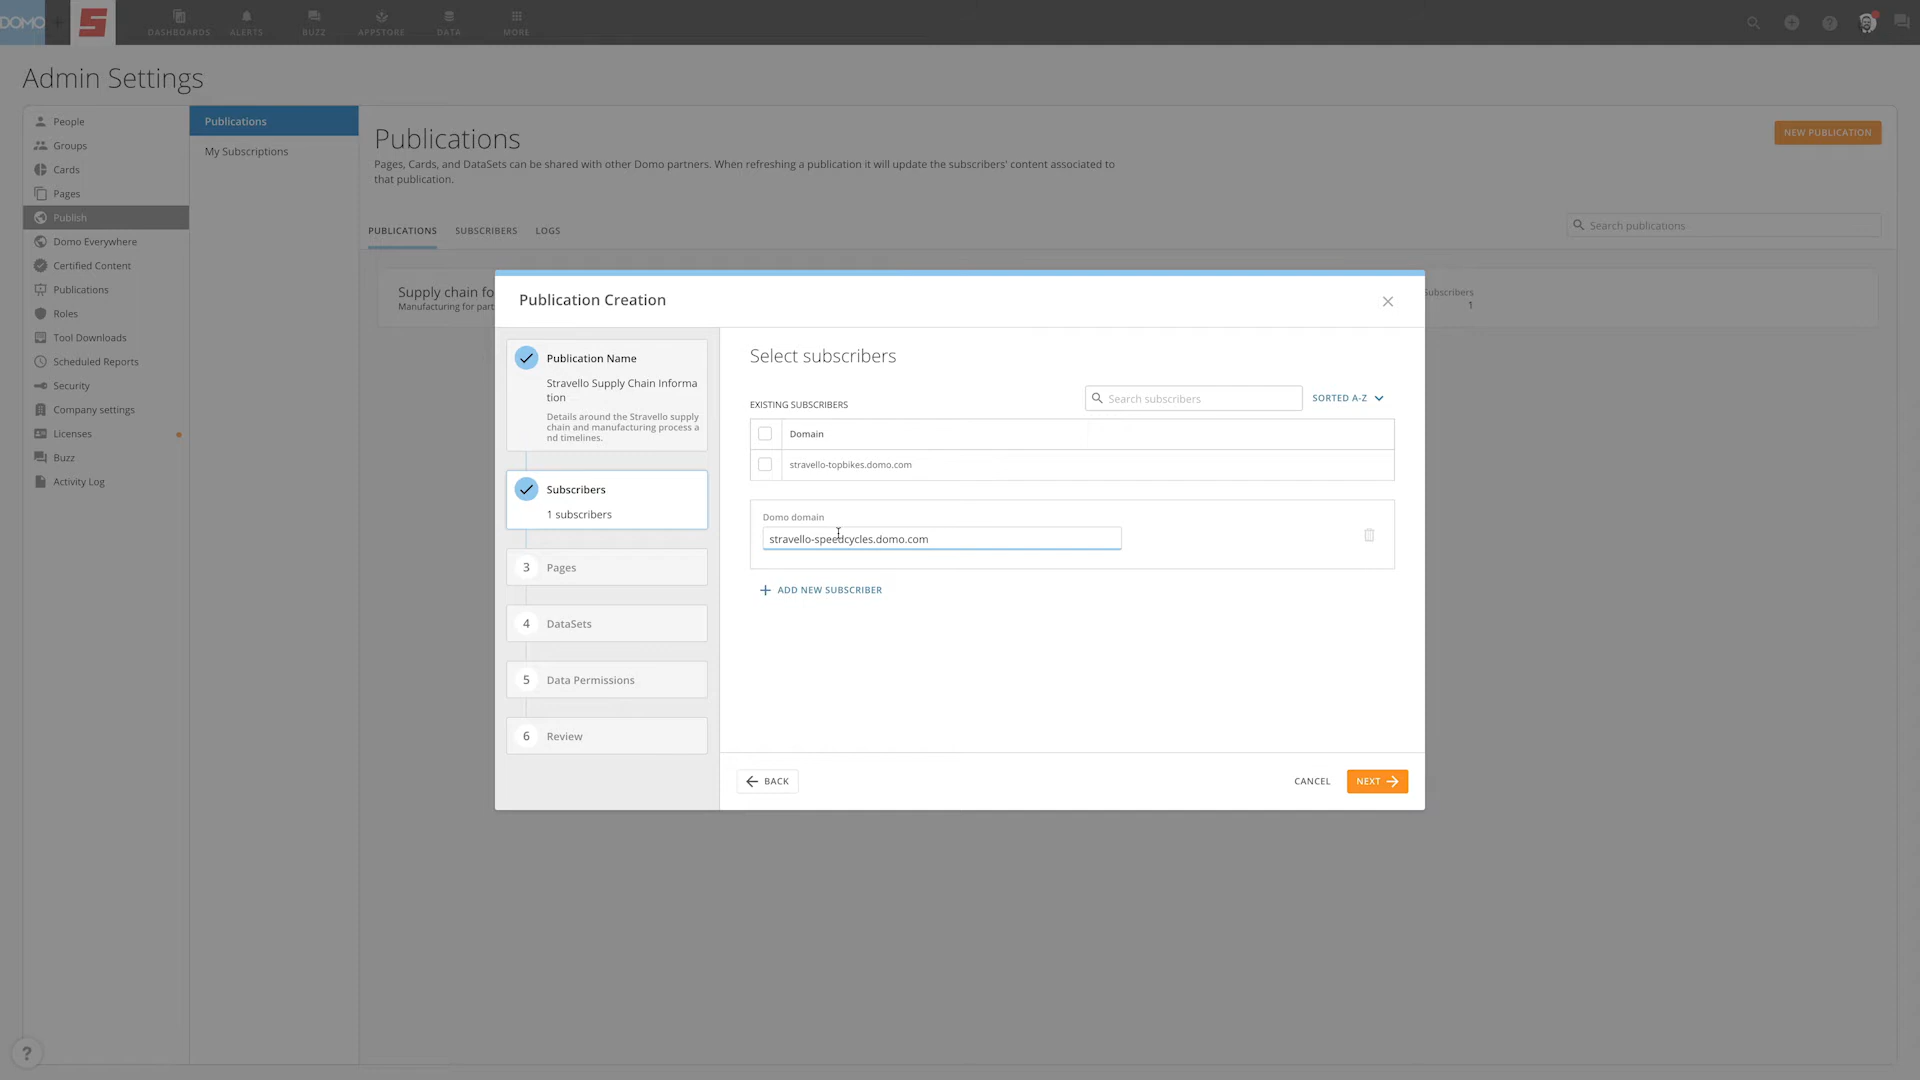 DOMO
DASHBOARDS
ALERTS
BUZZ
APPSTORE
DATA
MORE
Admin Settings
People
Groups
Cards
Pages
Publish
Domo Everywhere
Certified Content
Publications
Roles
Tool Downloads
Scheduled Reports
Security
Company settings
Licenses
Buzz
Activity Log
Publications
My Subscriptions
Publications
NEW PUBLICATION
Pages, Cards, and DataSets can be shared with other Domo partners. When refreshing a publication it will update the subscribers' content associated to
that publication.
PUBLICATIONS
SUBSCRIBERS
LOGS
Search publications
Supply chain fo
Manufacturing for part
Subscribers
1
Publication Creation
Publication Name
Stravello Supply Chain Informa
tion
Details around the Stravello supply
chain and manufacturing process a
nd timelines.
Subscribers
1 subscribers
3 Pages
4 DataSets
5 Data Permissions
6 Review
Select subscribers
EXISTING SUBSCRIBERS
Search subscribers
SORTED A-Z
Domain
stravello-topbikes.domo.com
Domo domain
stravello-speedcycles.domo.com
ADD NEW SUBSCRIBER
BACK
CANCEL
NEXT
?